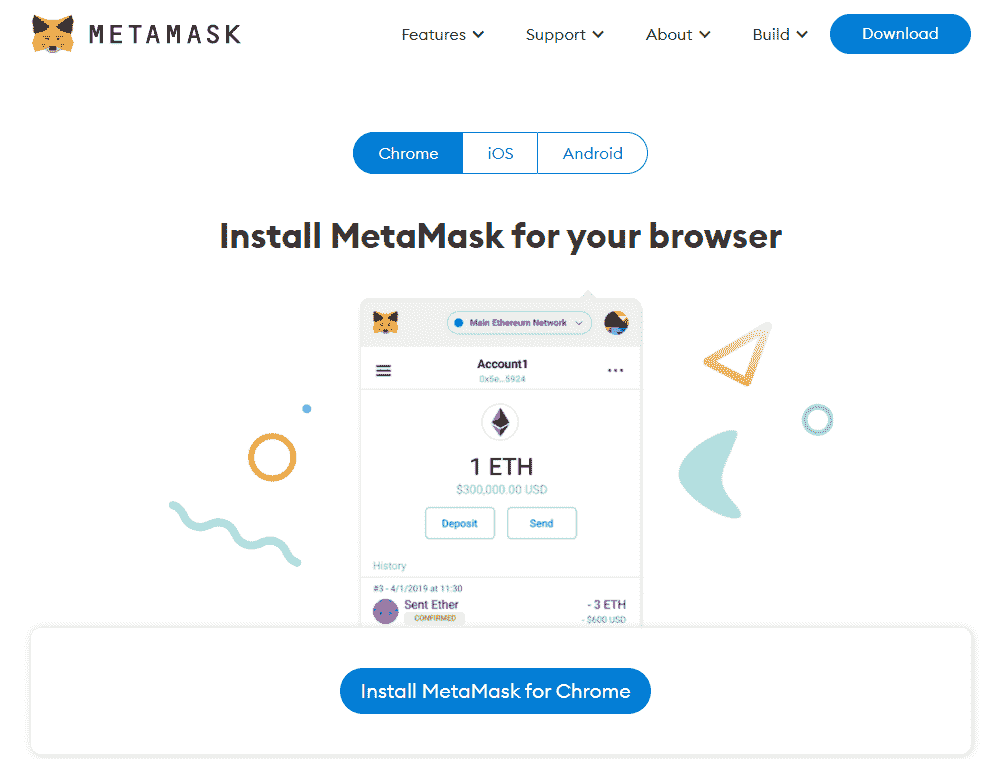 METAMASK
Features Support About Build Download
Chrome iOS Android
Install MetaMask for your browser
Main Ethereum Network
Account1
0x5e...5924
1 ETH
$300,000.00 USD
Deposit Send
History
#3 - 4/1/2019 at 11:30
Sent Ether - 3 ETH
CONFIRMED - $600 USD
Install MetaMask for Chrome